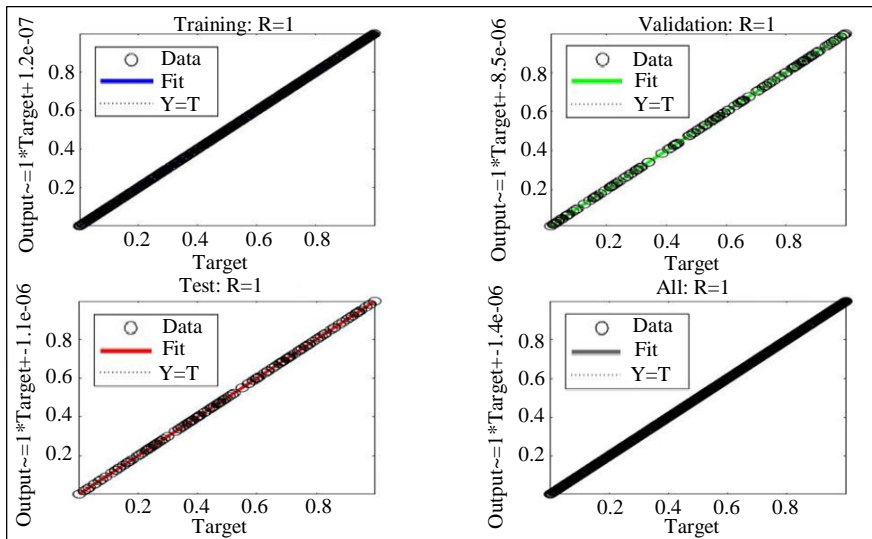 Training: R=1
Output~=1*Target+1.2e-07
0.8
0.6
0.4
0.2
Data
Fit
Y=T
0.2 0.4 0.6 0.8
Target
Validation: R=1
Output~=1*Target+-8.5e-06
0.8
0.6
0.4
0.2
Data
Fit
Y=T
0.2 0.4 0.6 0.8
Target
Test: R=1
Output~=1*Target+-1.1e-06
0.8
0.6
0.4
0.2
Data
Fit
Y=T
0.2 0.4 0.6 0.8
Target
All: R=1
Output~=1*Target+-1.4e-06
0.8
0.6
0.4
0.2
Data
Fit
Y=T
0.2 0.4 0.6 0.8
Target